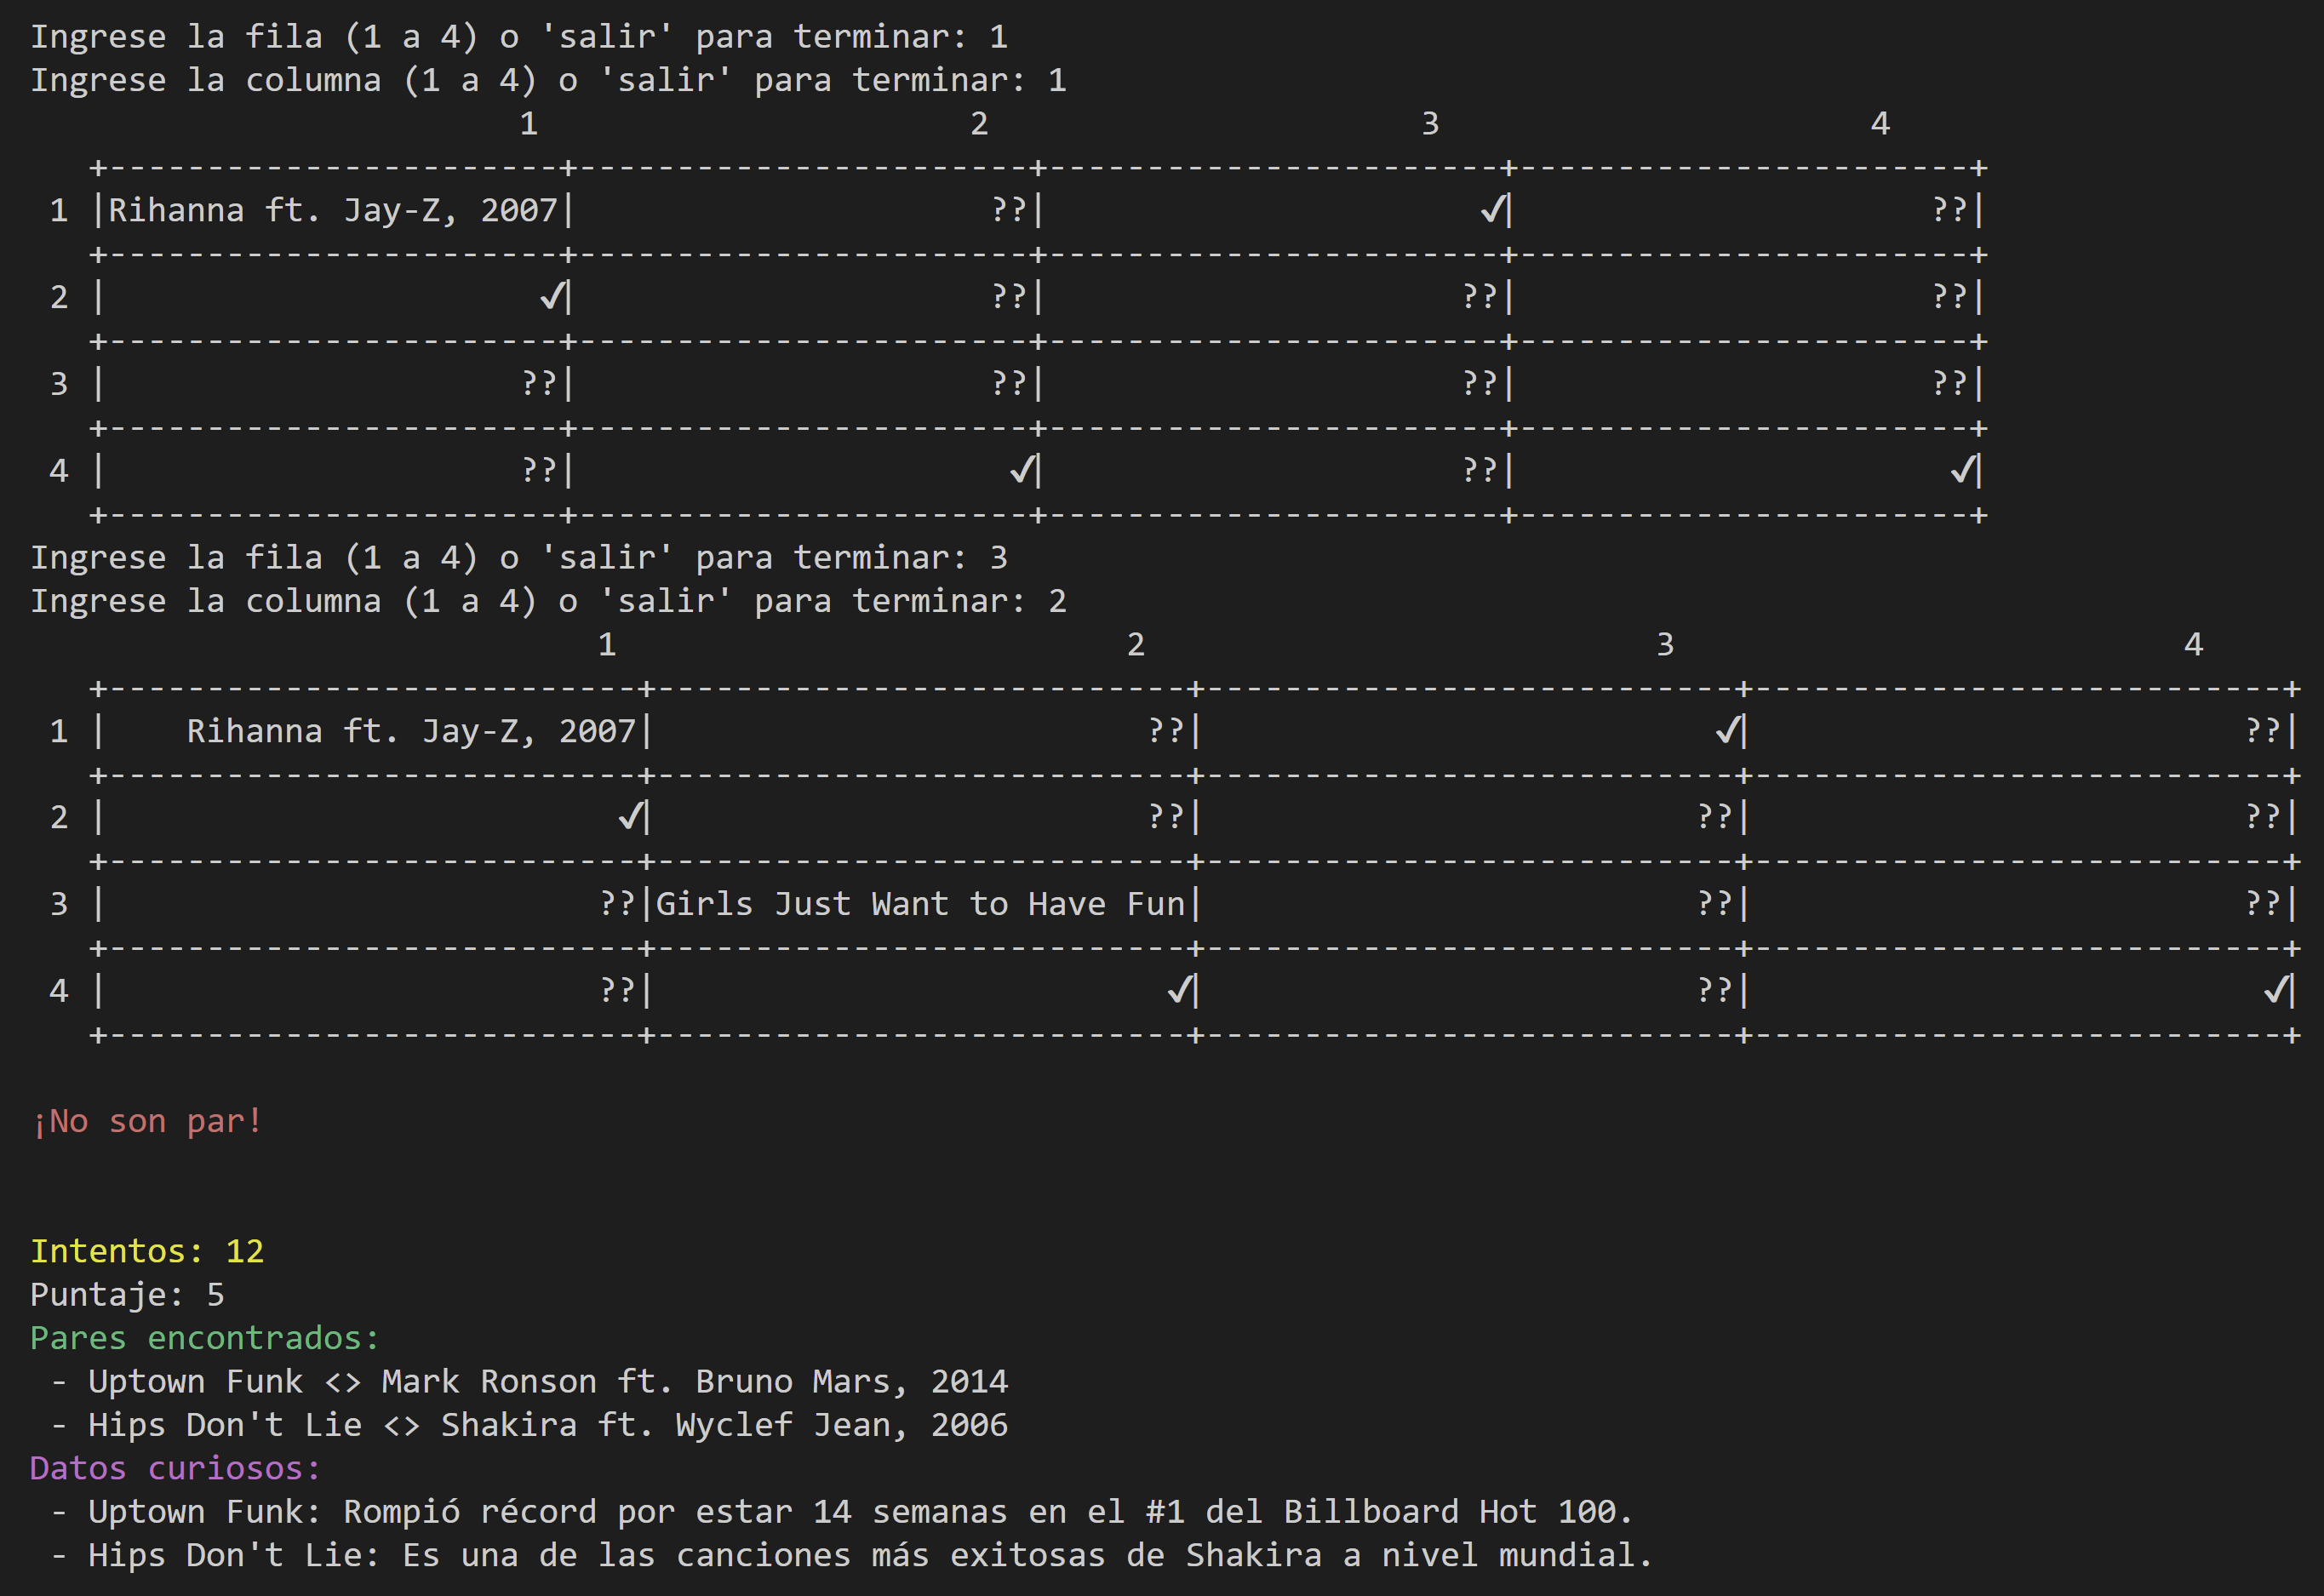 Ingrese la fila (1 a 4) o 'salir' para terminar: 1
Ingrese la columna (1 a 4) o 'salir' para terminar: 1
                         1                      2                      3                      4
   +-----------------------+-----------------------+-----------------------+-----------------------+
 1 |Rihanna ft. Jay-Z, 2007|                     ??|                      ✓|                     ??|
   +-----------------------+-----------------------+-----------------------+-----------------------+
 2 |                      ✓|                     ??|                     ??|                     ??|
   +-----------------------+-----------------------+-----------------------+-----------------------+
 3 |                     ??|                     ??|                     ??|                     ??|
   +-----------------------+-----------------------+-----------------------+-----------------------+
 4 |                     ??|                      ✓|                     ??|                      ✓|
   +-----------------------+-----------------------+-----------------------+-----------------------+
Ingrese la fila (1 a 4) o 'salir' para terminar: 3
Ingrese la columna (1 a 4) o 'salir' para terminar: 2
                             1                          2                          3                          4
   +---------------------------+---------------------------+---------------------------+---------------------------+
 1 |    Rihanna ft. Jay-Z, 2007|                         ??|                          ✓|                         ??|
   +---------------------------+---------------------------+---------------------------+---------------------------+
 2 |                          ✓|                         ??|                         ??|                         ??|
   +---------------------------+---------------------------+---------------------------+---------------------------+
 3 |                         ??|Girls Just Want to Have Fun|                         ??|                         ??|
   +---------------------------+---------------------------+---------------------------+---------------------------+
 4 |                         ??|                          ✓|                         ??|                          ✓|
   +---------------------------+---------------------------+---------------------------+---------------------------+
¡No son par!
Intentos: 12
Puntaje: 5
Pares encontrados:
 - Uptown Funk <> Mark Ronson ft. Bruno Mars, 2014
 - Hips Don't Lie <> Shakira ft. Wyclef Jean, 2006
Datos curiosos:
 - Uptown Funk: Rompió récord por estar 14 semanas en el #1 del Billboard Hot 100.
 - Hips Don't Lie: Es una de las canciones más exitosas de Shakira a nivel mundial.